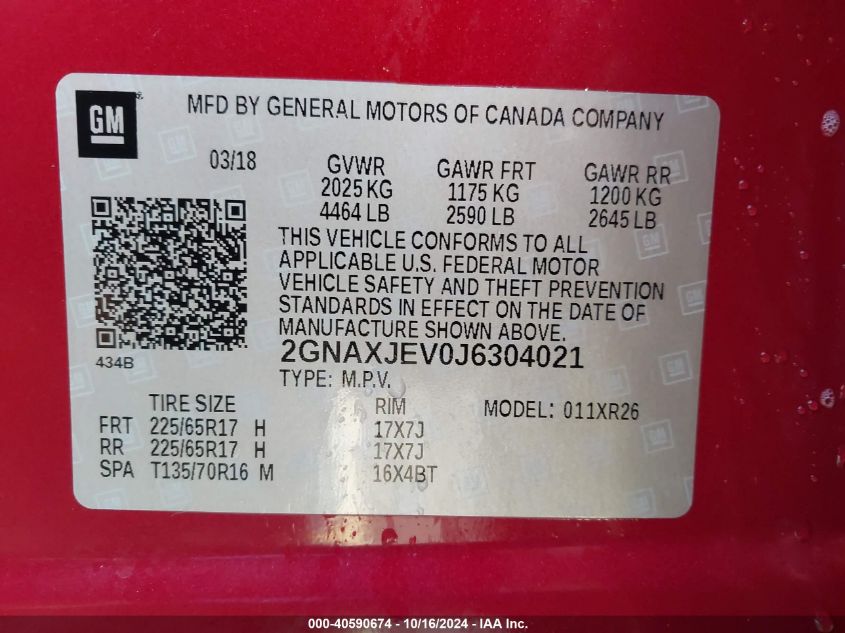 GM
MFD BY GENERAL MOTORS OF CANADA COMPANY
03/18 GVWR GAWR FRT GAWR RR
2025 KG 1175 KG 1200 KG
4464 LB 2590 LB 2645 LB
THIS VEHICLE CONFORMS TO ALL
APPLICABLE U.S. FEDERAL MOTOR
VEHICLE SAFETY AND THEFT PREVENTION
STANDARDS IN EFFECT ON THE DATE OF
MANUFACTURE SHOWN ABOVE.
434B 2GNAXJEV0J6304021
TYPE: M.P.V.
TIRE SIZE RIM MODEL: 011XR26
FRT 225/65R17 H 17X7J
RR 225/65R17 H 17X7J
SPA T135/70R16 M 16X4BT
000-40590674 - 10/16/2024 - IAA Inc.